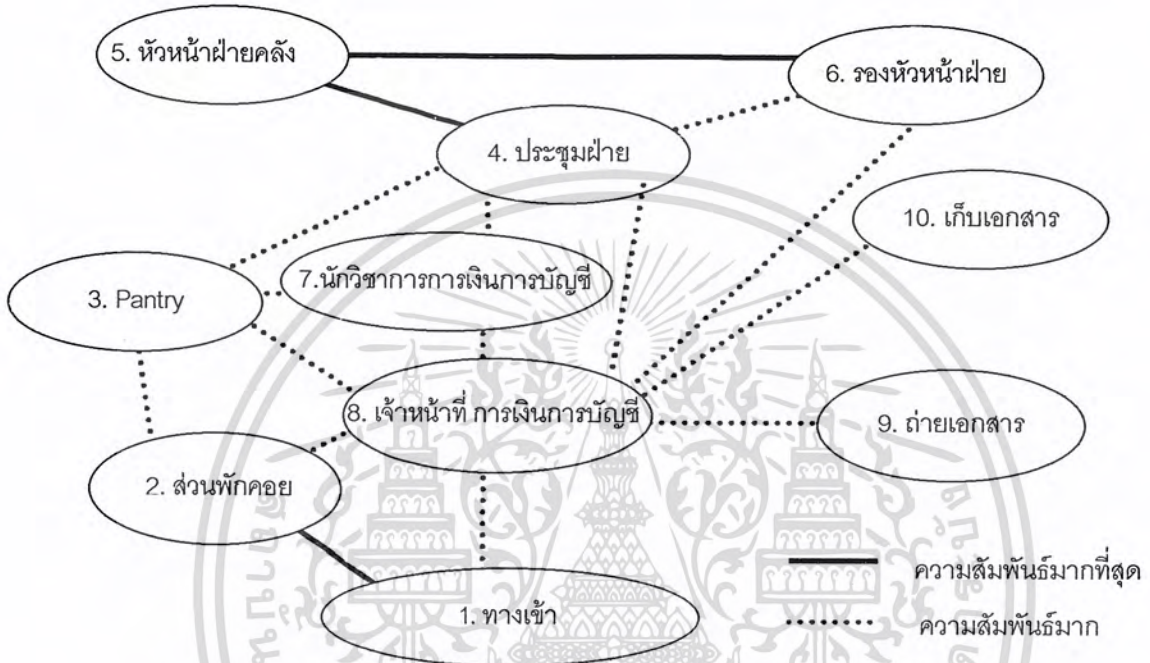 5. หัวหน้าฝ่ายคลัง
6. รองหัวหน้าฝ่าย
4. ประชุมฝ่าย
10. เก็บเอกสาร
7.นักวิชาการการเงินการบัญชี
3. Pantry
8. เจ้าหน้าที่ การเงินการบัญชี
9. ถ่ายเอกสาร
2. ส่วนพักคอย
ความสัมพันธ์มากที่สุด
1. ทางเข้า
ความสัมพันธ์มาก